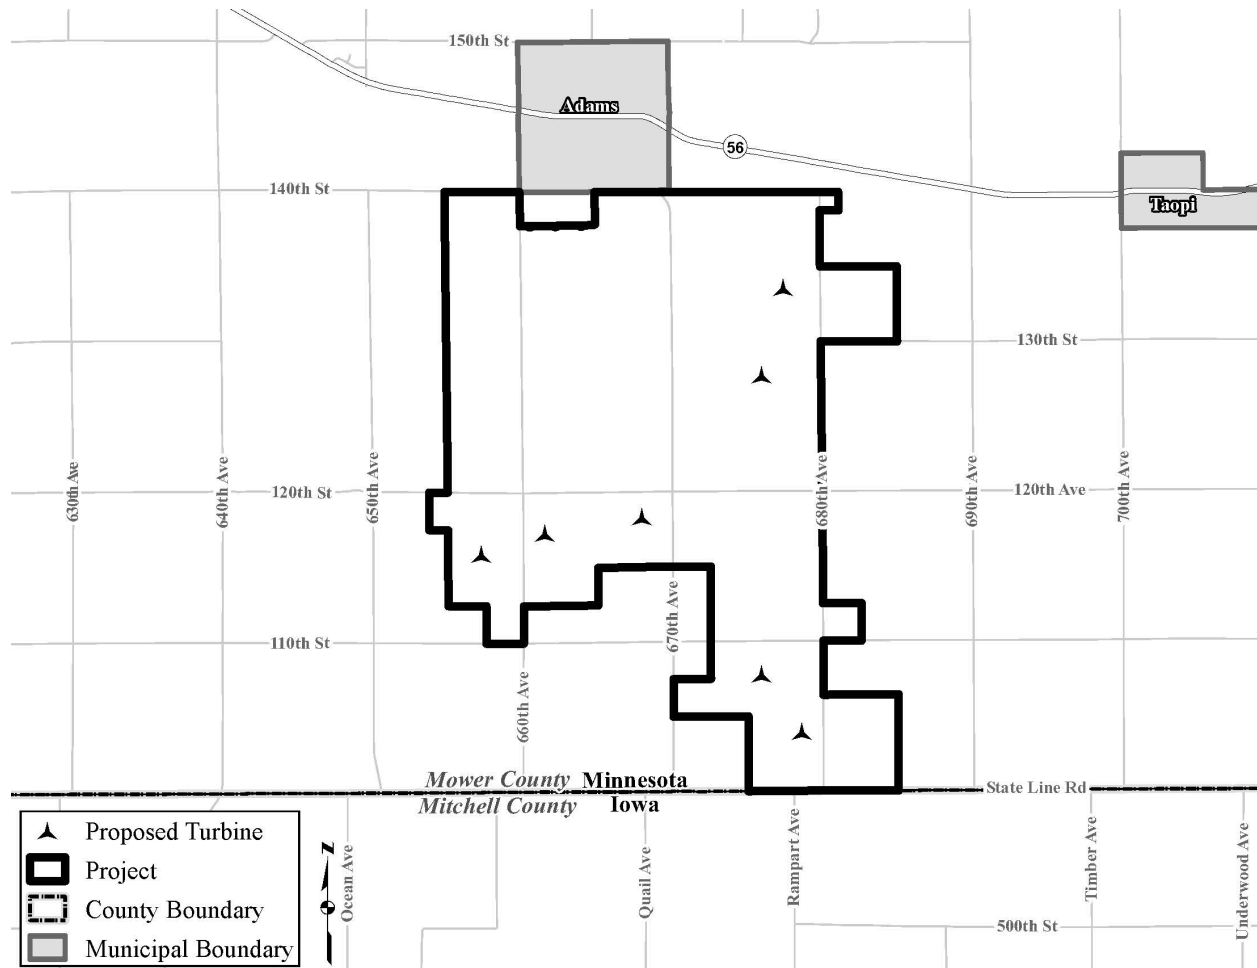 150th St
Adams
56
140th St
Taopi
130th St
630th Ave
640th Ave
650th Ave
120th St
680th Ave
690th Ave
120th Ave
700th Ave
670th Ave
110th St
660th Ave
Mower County Minnesota
State Line Rd
Mitchell County Iowa
Proposed Turbine
Project
County Boundary
Municipal Boundary
N
Ocean Ave
Quail Ave
Rampart Ave
Timber Ave
Underwood Ave
500th St